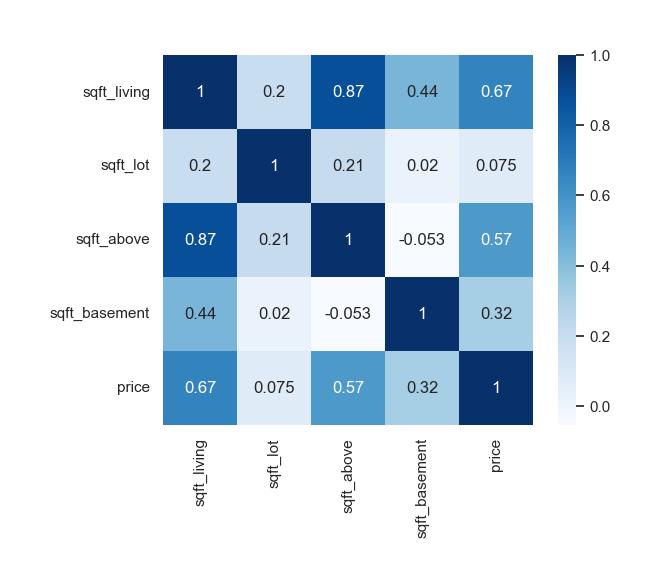 sqft_living 1 0.2 0.87 0.44 0.67
sqft_lot 0.2 1 0.21 0.02 0.075
sqft_above 0.87 0.21 1 -0.053 0.57
sqft_basement 0.44 0.02 -0.053 1 0.32
price 0.67 0.075 0.57 0.32 1
sqft_living
sqft_lot
sqft_above
sqft_basement
price
1.0
0.8
0.6
0.4
0.2
0.0